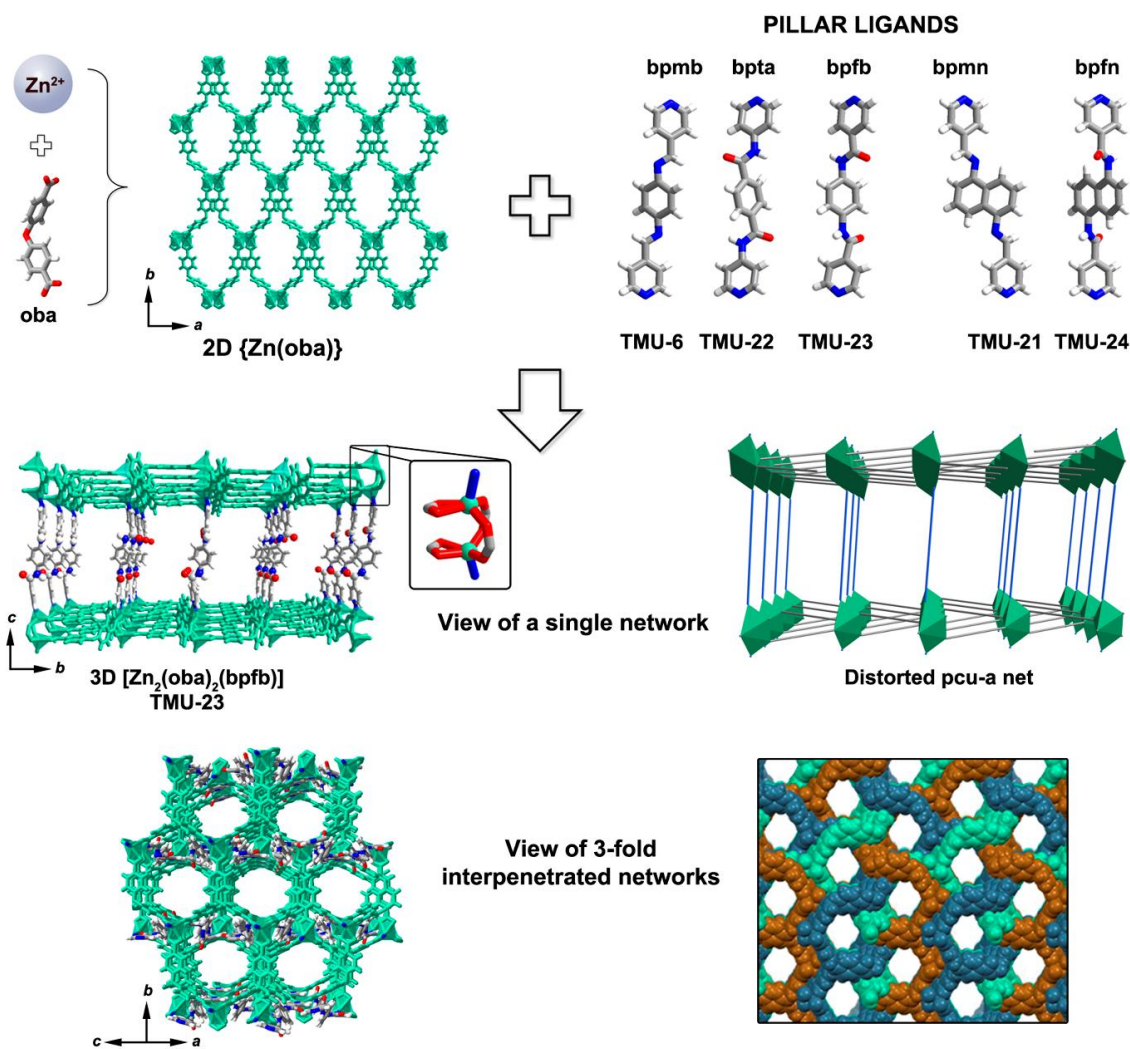 PILLAR LIGANDS
bpmb bpta bpfb bpmn bpfn
Zn2+
oba
b
a
2D {Zn(oba)}
TMU-6 TMU-22 TMU-23 TMU-21 TMU-24
c
b
3D [Zn2(oba)2(bpfb)]
TMU-23
View of a single network
Distorted pcu-a net
View of 3-fold
interpenetrated networks
b
c
a